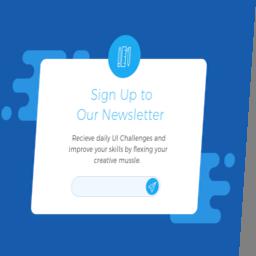 Sign Up to
Our Newsletter
Recieve daily UI Challenges and
improve your skills by flexing your
creative mussle.